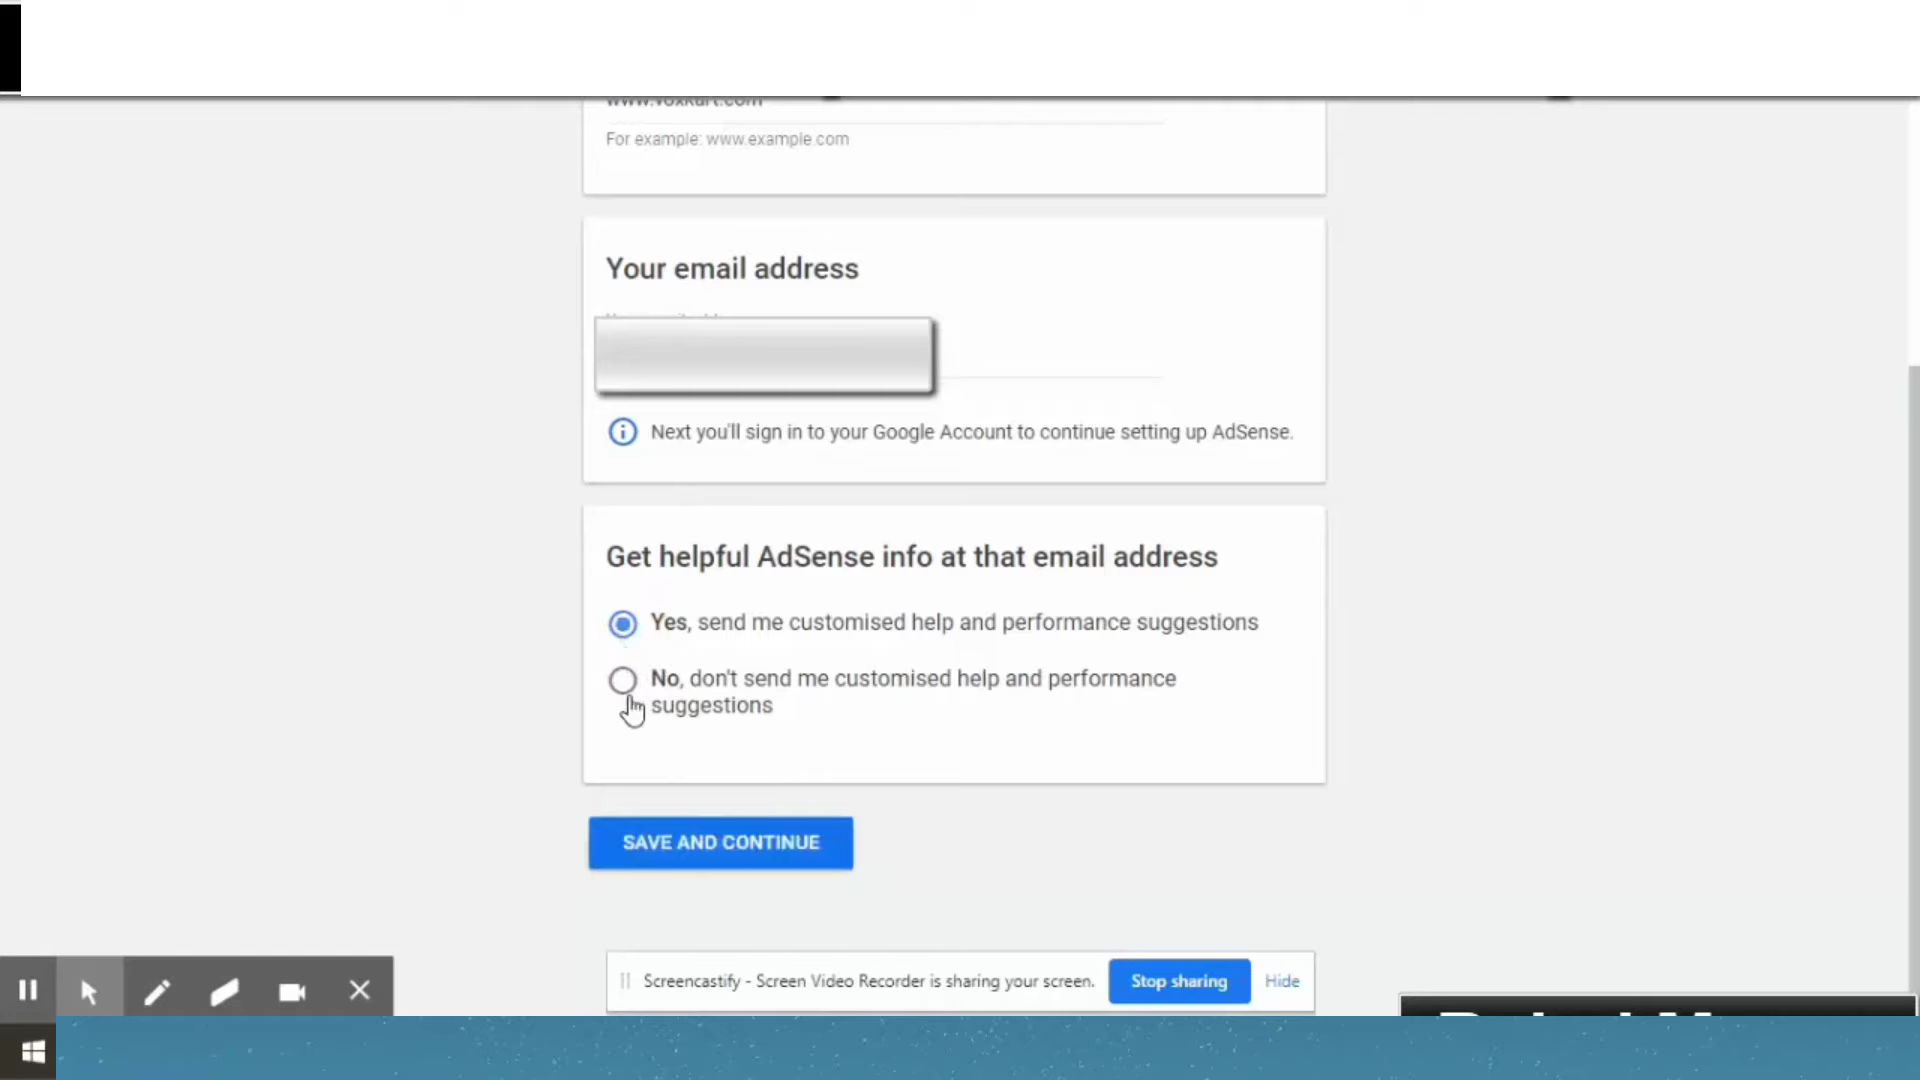 www.voxkart.com
For example: www.example.com
Your email address
Next you'll sign in to your Google Account to continue setting up AdSense.
Get helpful AdSense info at that email address
Yes, send me customised help and performance suggestions
No, don't send me customised help and performance
suggestions
SAVE AND CONTINUE
Screencastify - Screen Video Recorder is sharing your screen.
Stop sharing
Hide